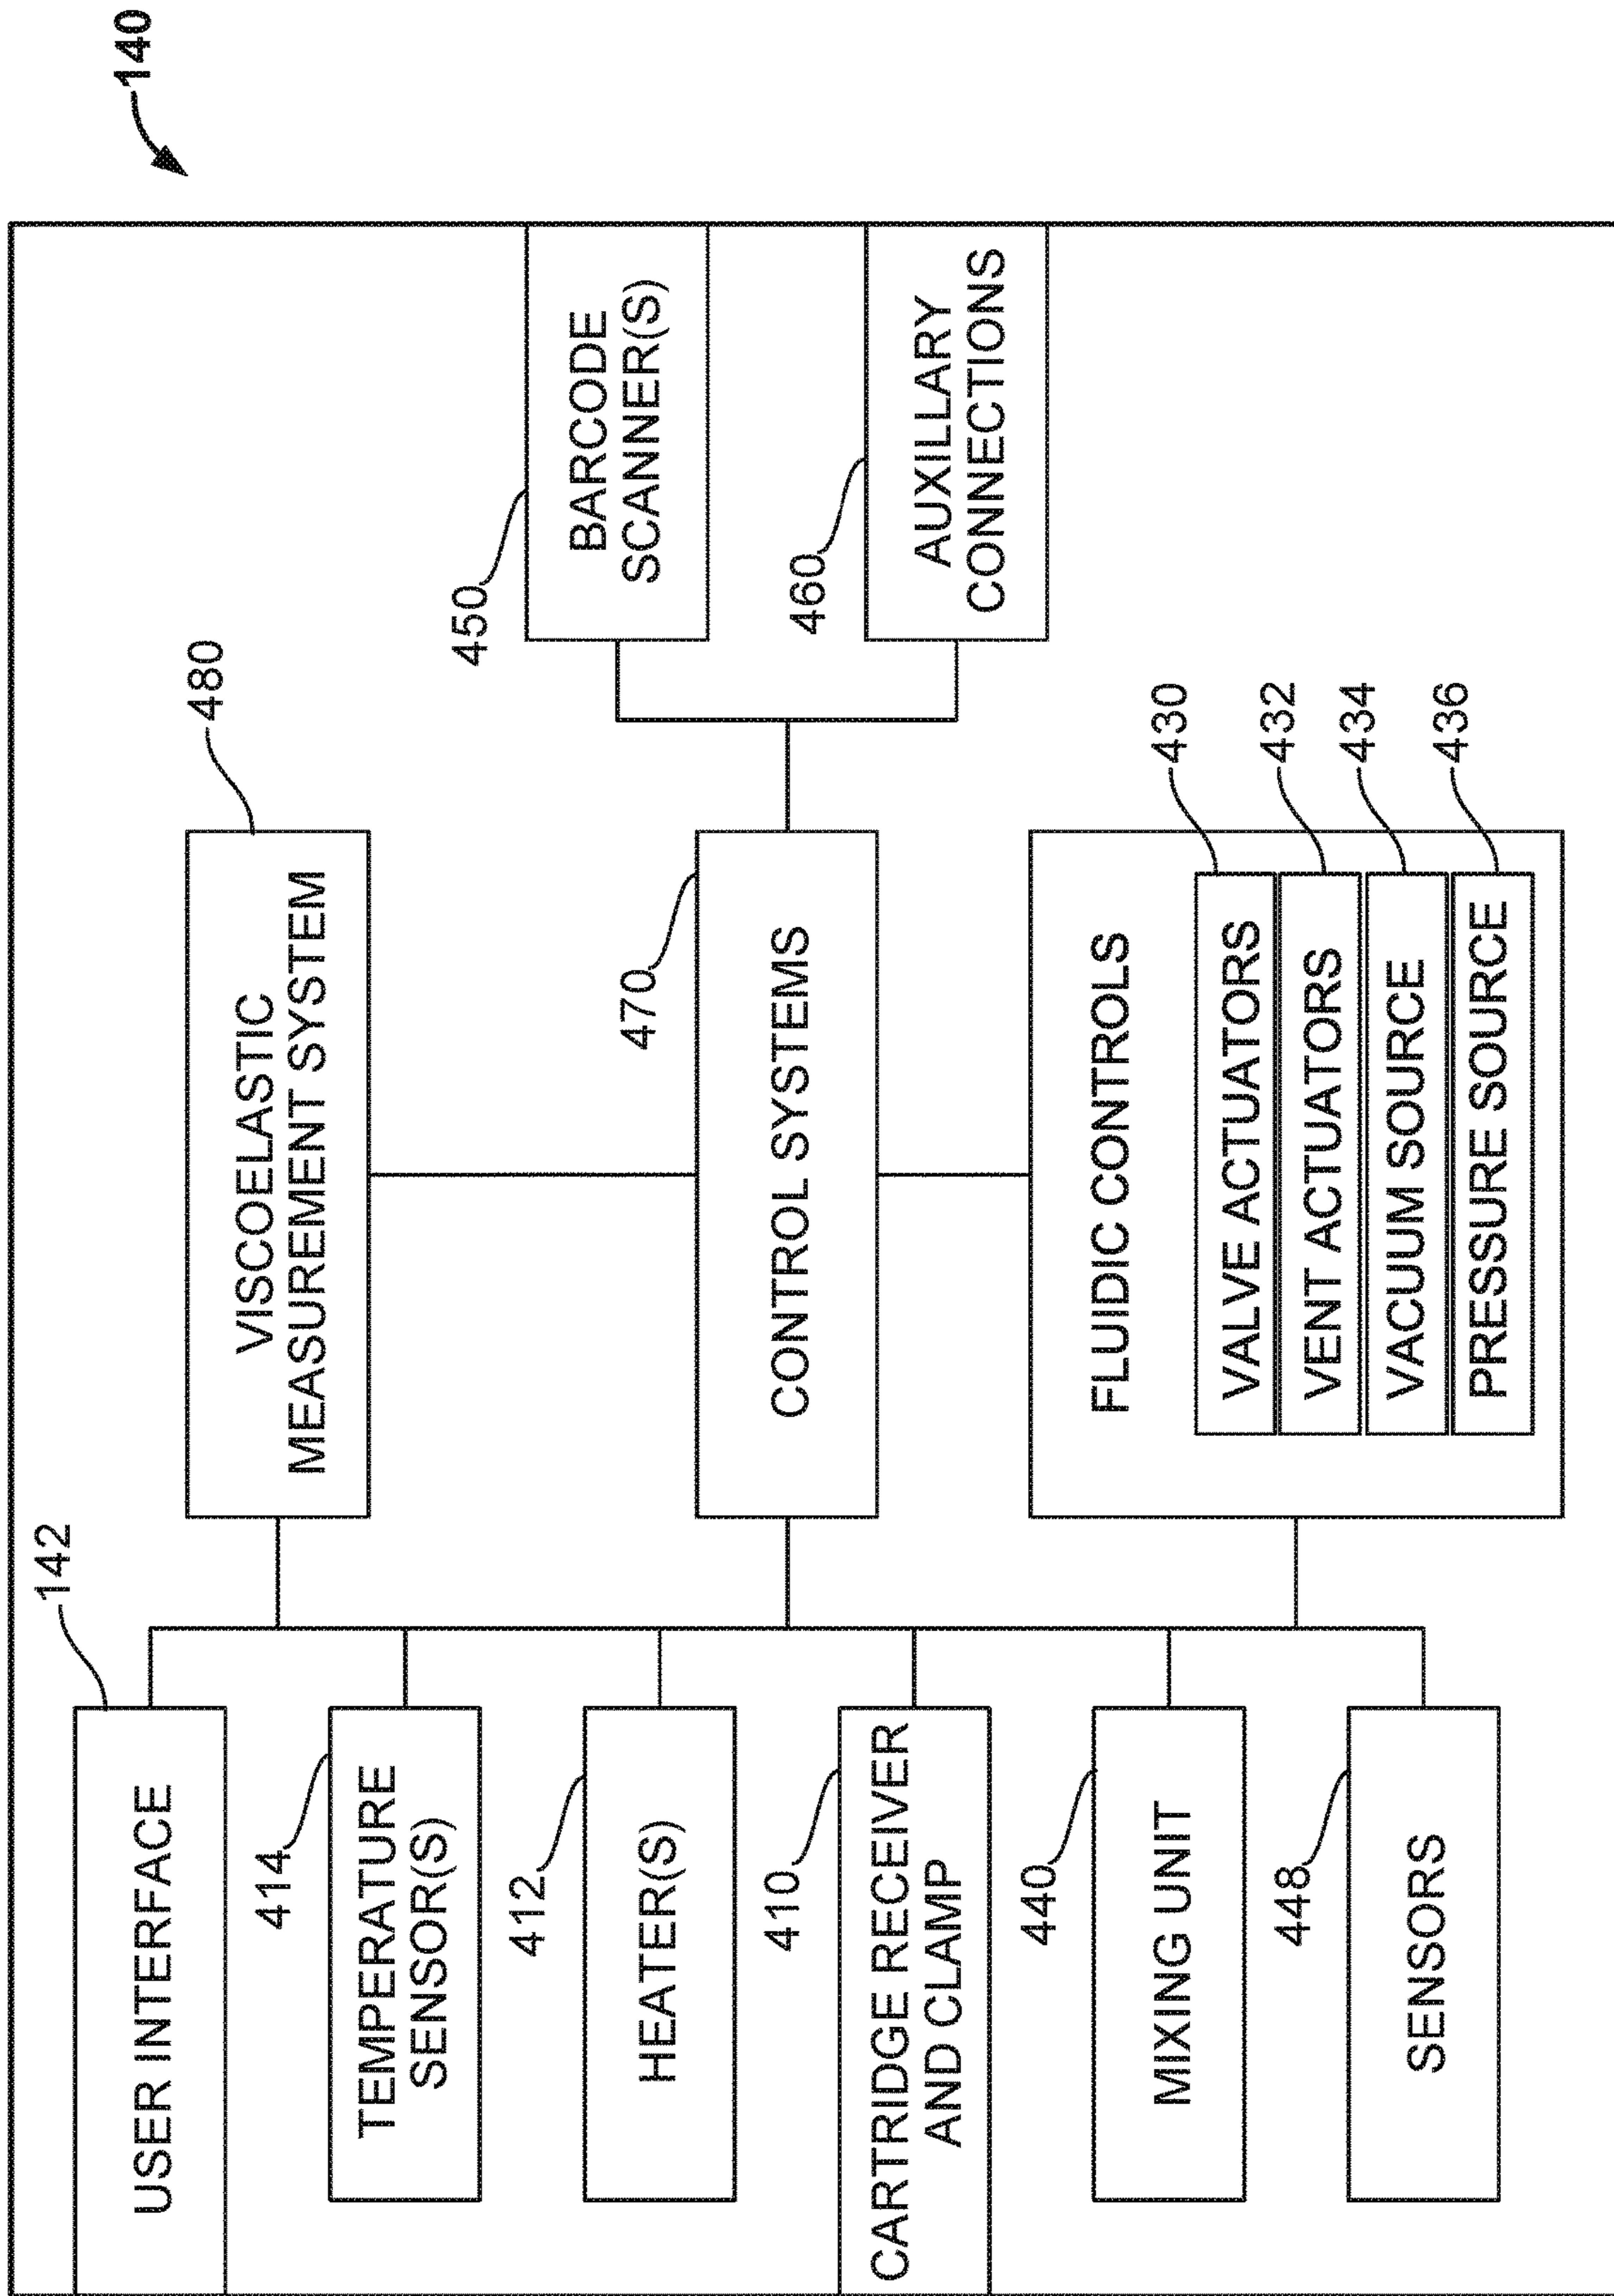 140
USER INTERFACE
142
TEMPERATURE
SENSOR(S)
414
HEATER(S)
412
CARTRIDGE RECEIVER
AND CLAMP
410
MIXING UNIT
440
SENSORS
448
VISCOELASTIC
MEASUREMENT SYSTEM
480
CONTROL SYSTEMS
470
FLUIDIC CONTROLS
VALVE ACTUATORS
430
VENT ACTUATORS
432
VACUUM SOURCE
434
PRESSURE SOURCE
436
BARCODE
SCANNER(S)
450
AUXILLARY
CONNECTIONS
460